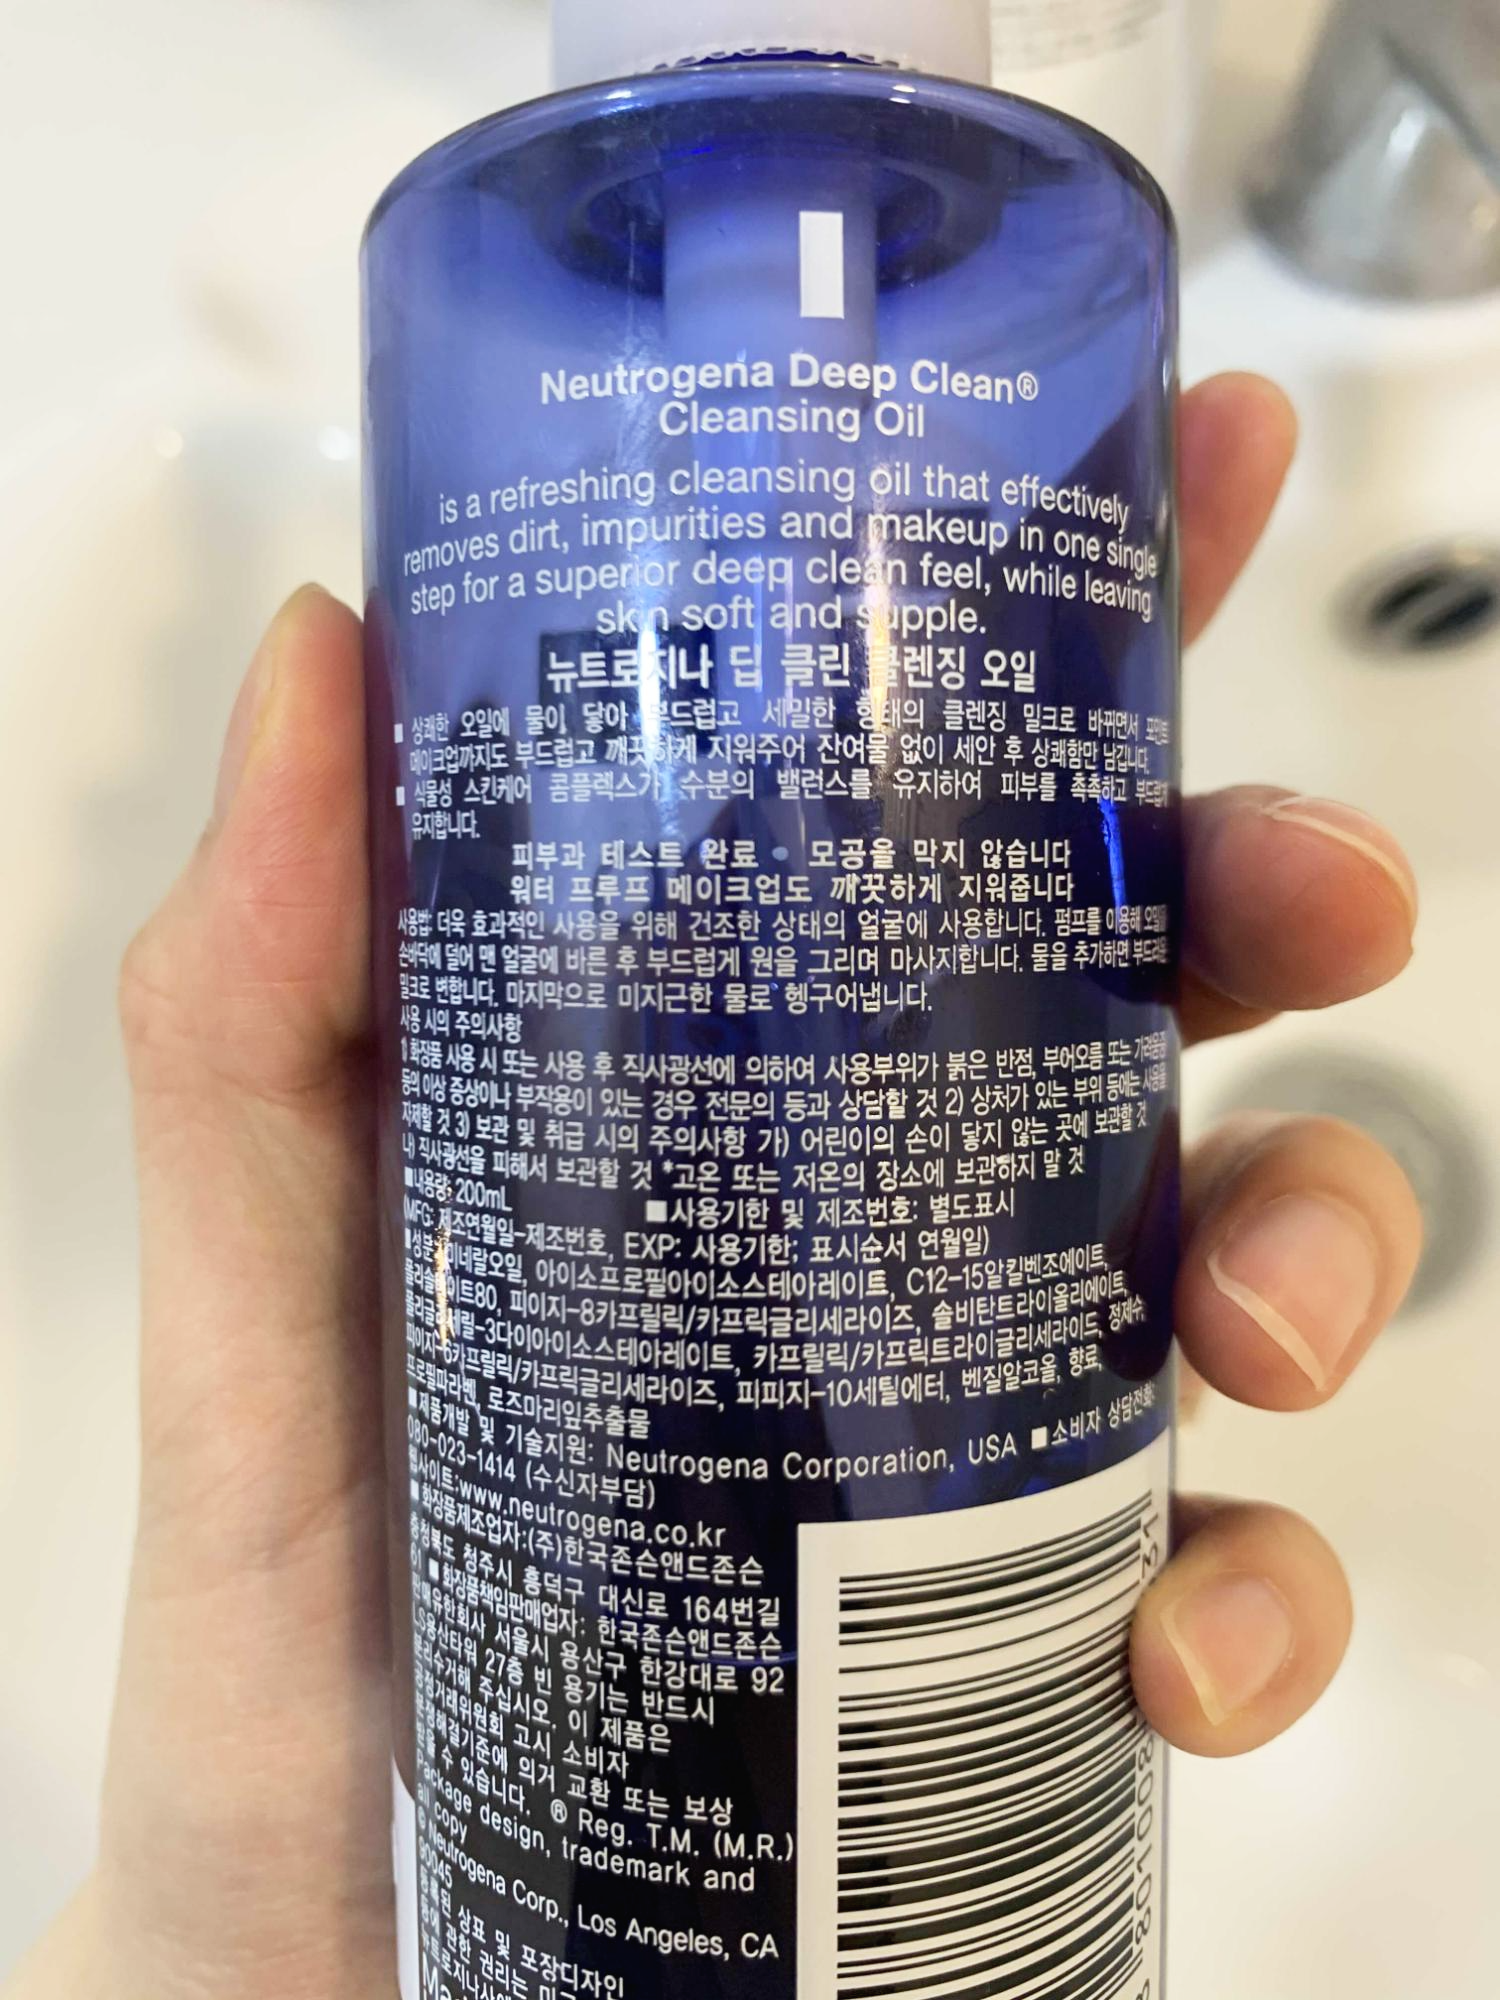 Neutrogena Deep Clean®
Cleansing Oil
is a refreshing cleansing oil that effectively
removes dirt, impurities and makeup in one single
step for a superior deep clean feel, while leaving
skin soft and supple.
뉴트로지나 딥 클린 클렌징 오일
■ 상쾌한 오일에 물이 닿아 부드럽고 세밀한 형태의 클렌징 밀크로 바뀌면서 포인트
메이크업까지도 부드럽고 깨끗하게 지워주어 잔여물 없이 세안 후 상쾌함만 남깁니다.
■ 식물성 스킨케어 콤플렉스가 수분의 밸런스를 유지하여 피부를 촉촉하고 부드럽게
유지합니다.
피부과 테스트 완료 • 모공을 막지 않습니다
워터 프루프 메이크업도 깨끗하게 지워줍니다
사용법: 더욱 효과적인 사용을 위해 건조한 상태의 얼굴에 사용합니다. 펌프를 이용해 오일을
손바닥에 덜어 맨 얼굴에 바른 후 부드럽게 원을 그리며 마사지합니다. 물을 추가하면 부드러운
밀크로 변합니다. 마지막으로 미지근한 물로 헹구어냅니다.
사용 시의 주의사항
1) 화장품 사용 시 또는 사용 후 직사광선에 의하여 사용부위가 붉은 반점, 부어오름 또는 가려움증
등의 이상 증상이나 부작용이 있는 경우 전문의 등과 상담할 것 2) 상처가 있는 부위 등에는 사용을
자제할 것 3) 보관 및 취급 시의 주의사항 가) 어린이의 손이 닿지 않는 곳에 보관할 것
나) 직사광선을 피해서 보관할 것 *고온 또는 저온의 장소에 보관하지 말 것
■내용량: 200mL ■사용기한 및 제조번호: 별도표시
(MFG: 제조연월일-제조번호, EXP: 사용기한; 표시순서 연월일)
■성분: 미네랄오일, 아이소프로필아이소스테아레이트, C12-15알킬벤조에이트,
폴리솔베이트80, 피이지-8카프릴릭/카프릭글리세라이즈, 솔비탄트라이올리에이트,
폴리글리세릴-3다이아이소스테아레이트, 카프릴릭/카프릭트라이글리세라이드, 정제수,
피이지-6카프릴릭/카프릭글리세라이즈, 피피지-10세틸에터, 벤질알코올, 향료,
프로필파라벤, 로즈마리잎추출물
■제품개발 및 기술지원: Neutrogena Corporation, USA ■소비자 상담전화:
080-023-1414 (수신자부담)
웹사이트:www.neutrogena.co.kr
■ 화장품제조업자:(주)한국존슨앤드존슨
충청북도 청주시 흥덕구 대신로 164번길
61 ■화장품책임판매업자: 한국존슨앤드존슨
판매유한회사 서울시 용산구 한강대로 92
LS용산타워 27층 빈 용기는 반드시
분리수거해 주십시오. 이 제품은
공정거래위원회 고시 소비자
분쟁해결기준에 의거 교환 또는 보상
받을 수 있습니다. ® Reg. T.M. (M.R.)
Package design, trademark and
all copy
© Neutrogena Corp., Los Angeles, CA
90045
등록된 상표 및 포장디자인
등에 관한 권리는